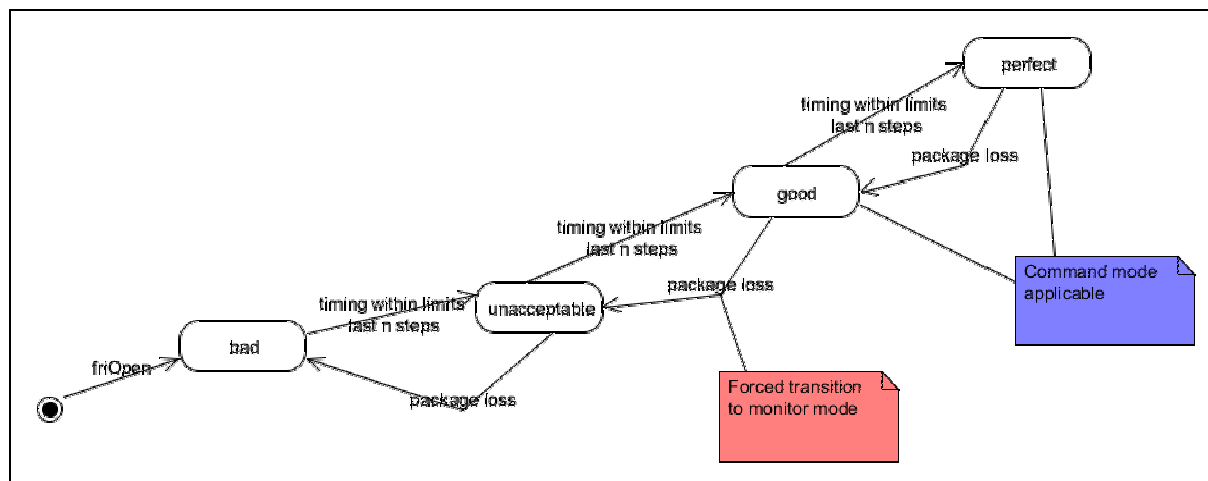 perfect
timing within limits
last n steps
package loss
good
timing within limits
last n steps
Command mode
applicable
package loss
unacceptable
timing within limits
last n steps
bad
friOpen
package loss
Forced transition
to monitor mode